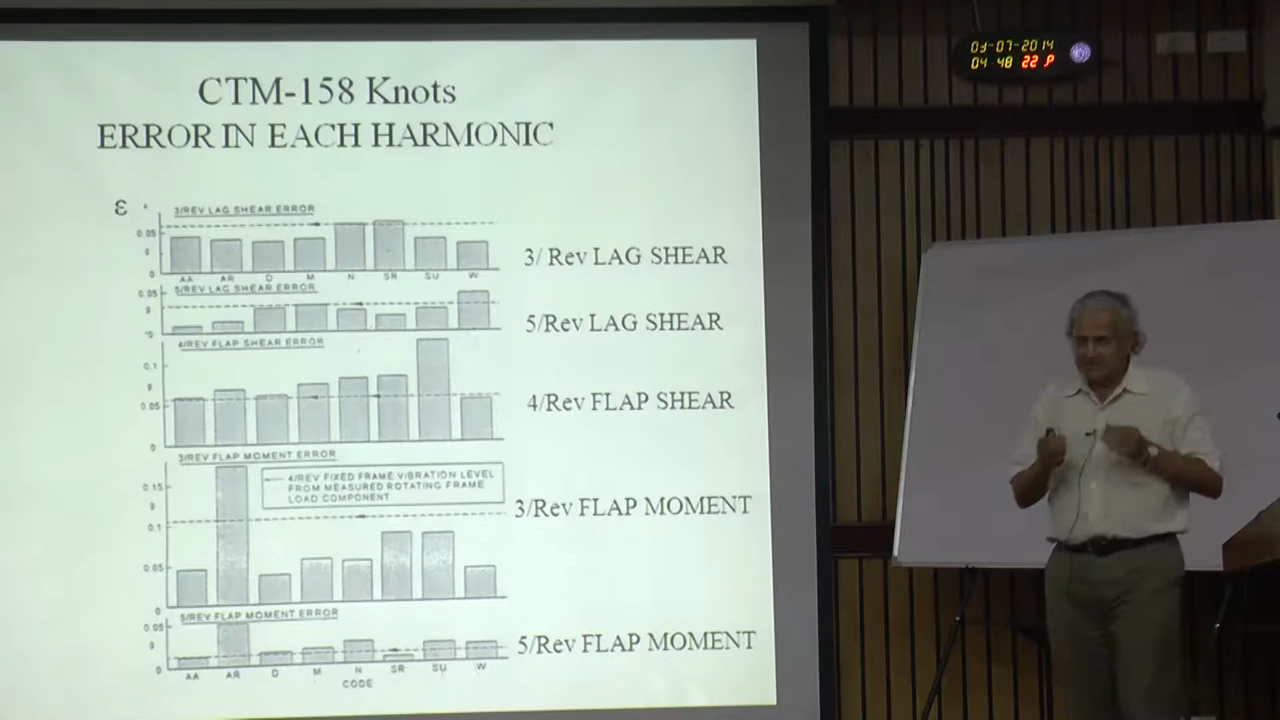 CTM-158 Knots
ERROR IN EACH HARMONIC
ε
3/REV LAG SHEAR ERROR
0.05
g
0
AA AR D M N SR SU W
3/ Rev LAG SHEAR
5/REV LAG SHEAR ERROR
0.05
g
0
5/Rev LAG SHEAR
4/REV FLAP SHEAR ERROR
0.1
g
0.05
0
4/Rev FLAP SHEAR
3/REV FLAP MOMENT ERROR
4/REV FIXED FRAME VIBRATION LEVEL
FROM MEASURED ROTATING FRAME
LOAD COMPONENT
0.15
g
0.1
0.05
0
3/Rev FLAP MOMENT
5/REV FLAP MOMENT ERROR
0.05
g
0
AA AR D M N SR SU W
CODE
5/Rev FLAP MOMENT
03-07-2014
04 48 22 P